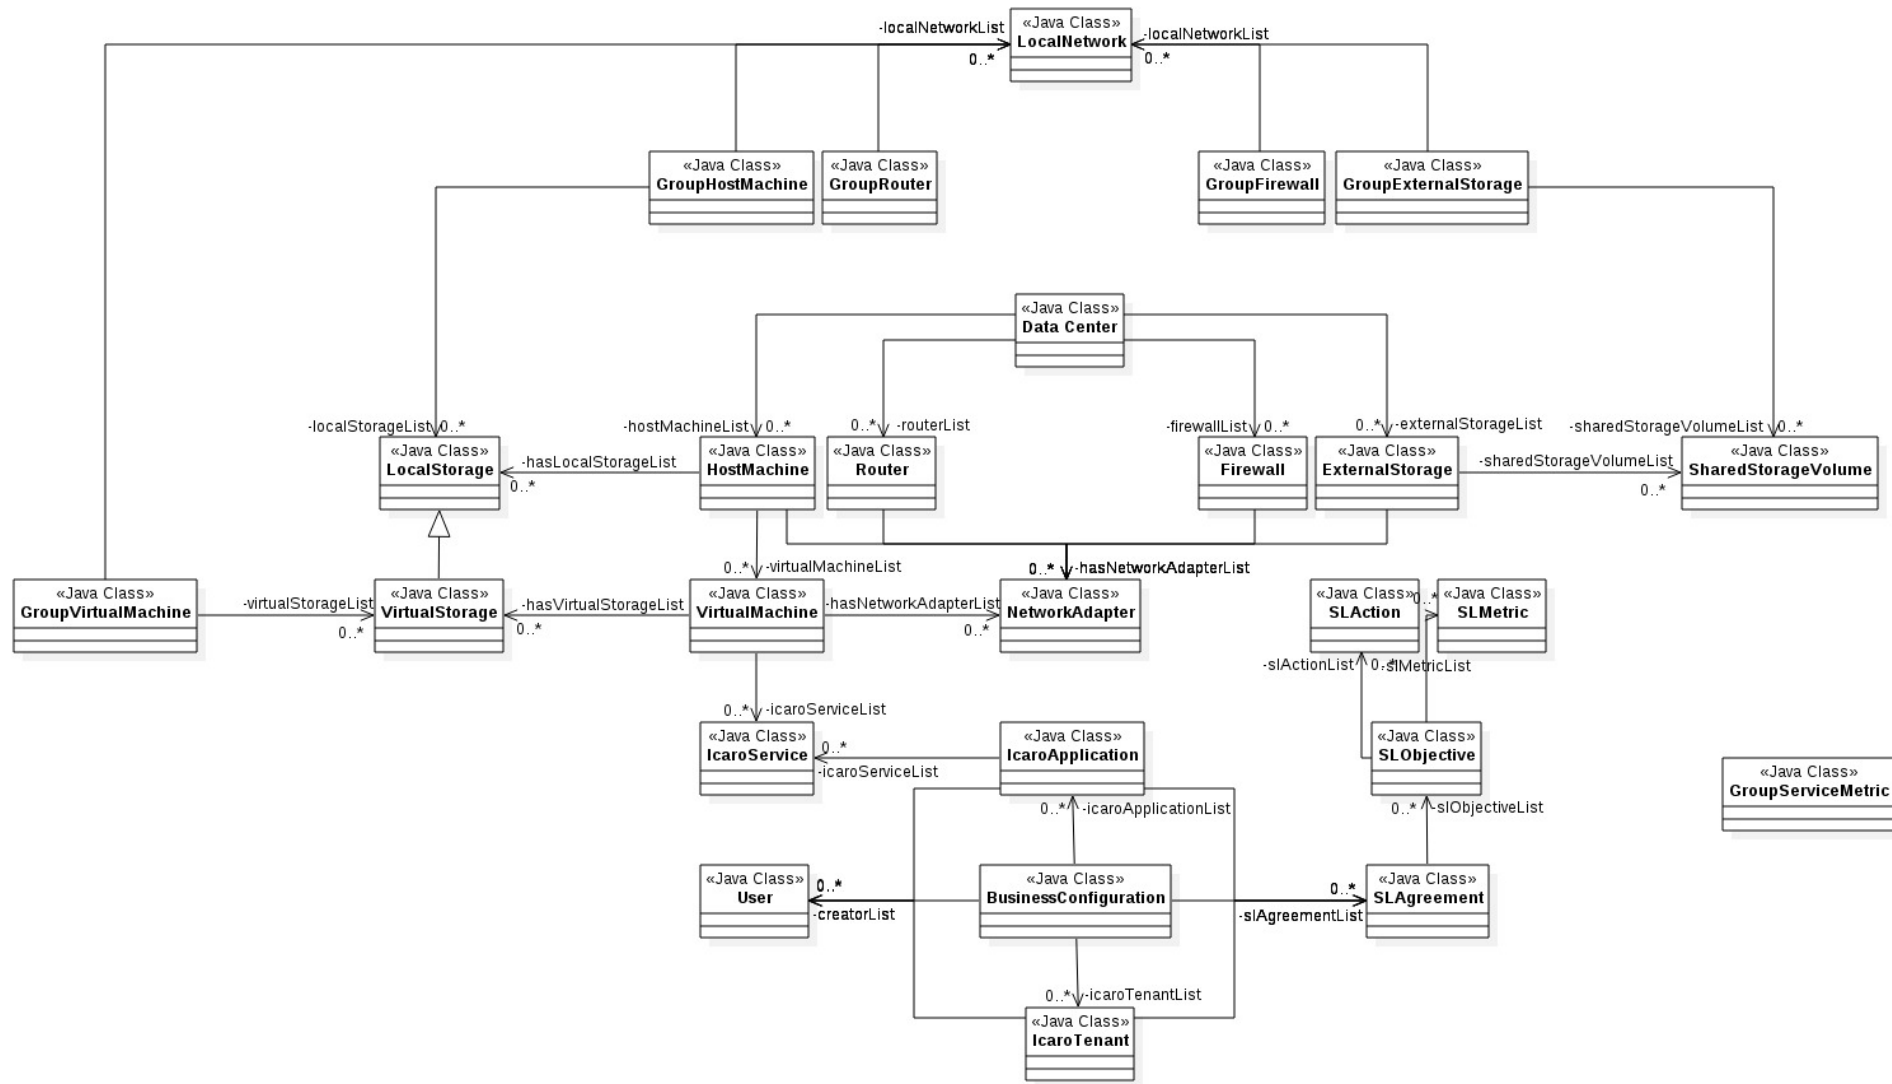 -localNetworkList
0..*
«Java Class»
LocalNetwork
-localNetworkList
0..*
«Java Class»
GroupHostMachine
«Java Class»
GroupRouter
«Java Class»
GroupFirewall
«Java Class»
GroupExternalStorage
«Java Class»
Data Center
-localStorageList 0..*
-hostMachineList 0..*
0..* -routerList
-firewallList 0..*
0..* -externalStorageList
-sharedStorageVolumeList 0..*
«Java Class»
LocalStorage
-hasLocalStorageList
0..*
«Java Class»
HostMachine
«Java Class»
Router
«Java Class»
Firewall
«Java Class»
ExternalStorage
-sharedStorageVolumeList
0..*
«Java Class»
SharedStorageVolume
0..* -virtualMachineList
0..* -hasNetworkAdapterList
«Java Class»
GroupVirtualMachine
-virtualStorageList
0..*
«Java Class»
VirtualStorage
-hasVirtualStorageList
0..*
«Java Class»
VirtualMachine
-hasNetworkAdapterList
0..*
«Java Class»
NetworkAdapter
«Java Class»
SLAction
0..*
«Java Class»
SLMetric
-slActionList 0..*
-slMetricList
0..* -icaroServiceList
«Java Class»
IcaroService
0..*
-icaroServiceList
«Java Class»
IcaroApplication
«Java Class»
SLObjective
«Java Class»
GroupServiceMetric
0..* -icaroApplicationList
0..* -slObjectiveList
«Java Class»
User
0..*
-creatorList
«Java Class»
BusinessConfiguration
0..*
-slAgreementList
«Java Class»
SLAgreement
0..* -icaroTenantList
«Java Class»
IcaroTenant